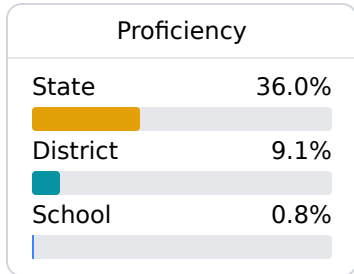 Proficiency
State 36.0%
District 9.1%
School 0.8%